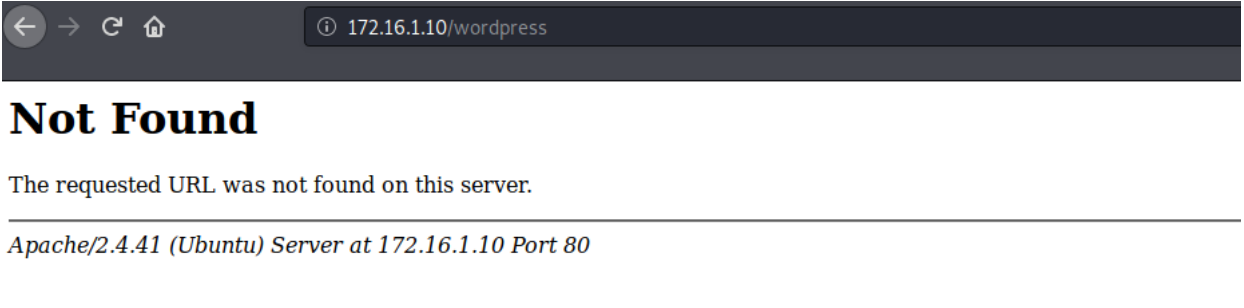 172.16.1.10/wordpress
Not Found
The requested URL was not found on this server.
Apache/2.4.41 (Ubuntu) Server at 172.16.1.10 Port 80